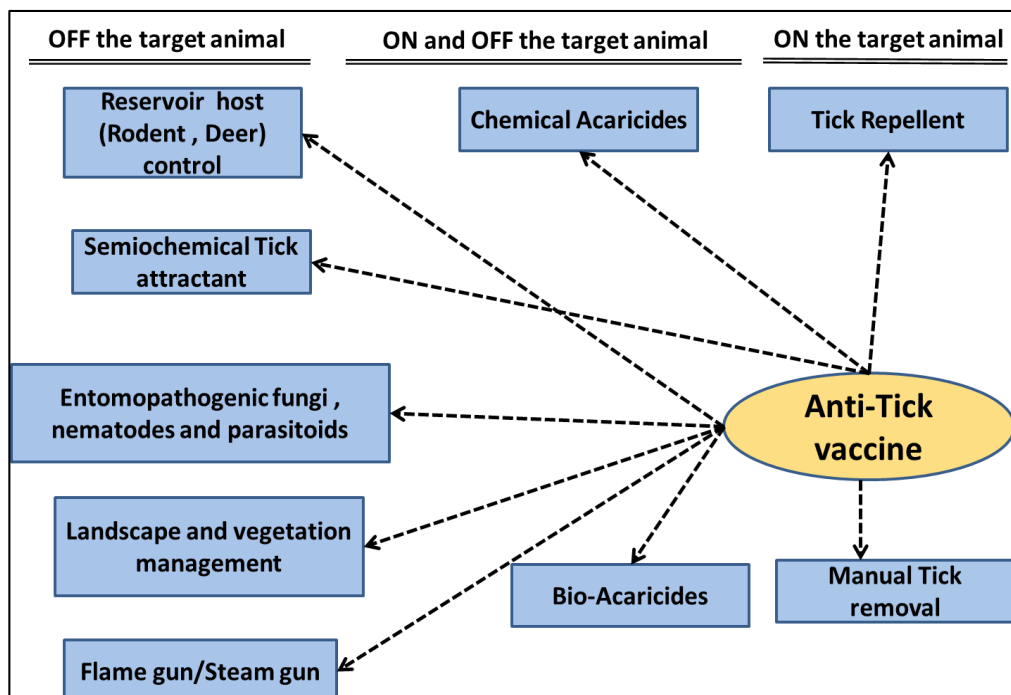 OFF the target animal
ON and OFF the target animal
ON the target animal
Reservoir host
(Rodent , Deer)
control
Chemical Acaricides
Tick Repellent
Semiochemical Tick
attractant
Entomopathogenic fungi ,
nematodes and parasitoids
Anti-Tick
vaccine
Landscape and vegetation
management
Bio-Acaricides
Manual Tick
removal
Flame gun/Steam gun